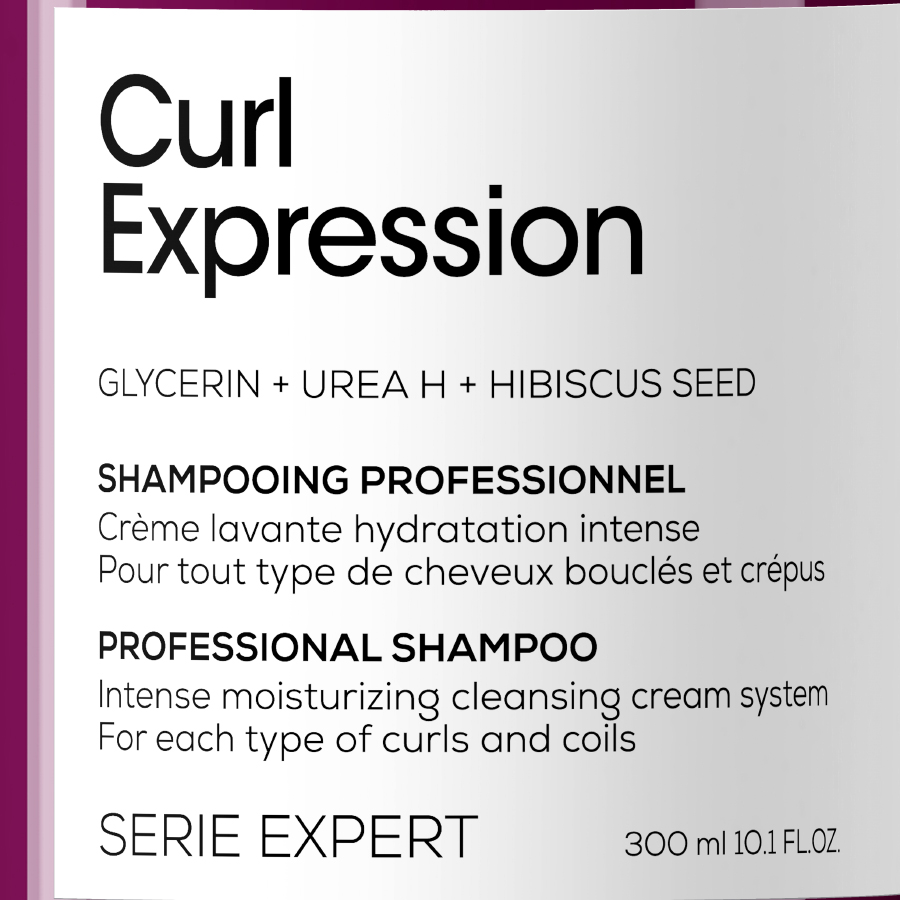 Curl
Expression
GLYCERIN + UREA H + HIBISCUS SEED
SHAMPOOING PROFESSIONNEL
Crème lavante hydratation intense
Pour tout type de cheveux bouclés et crépus
PROFESSIONAL SHAMPOO
Intense moisturizing cleansing cream system
For each type of curls and coils
SERIE EXPERT
300 ml 10.1 FL.OZ.